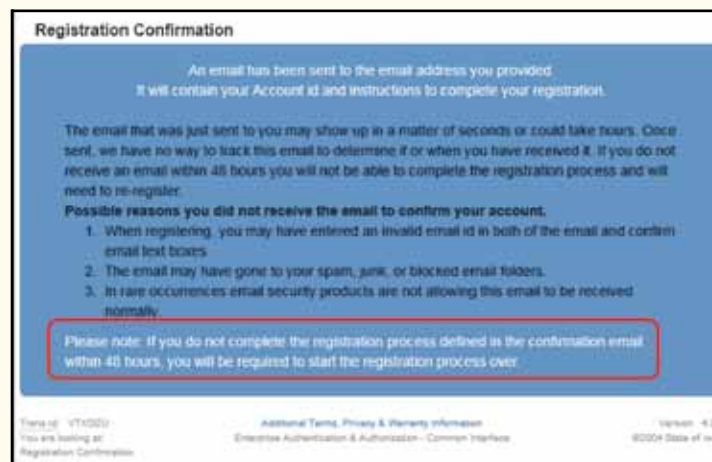 Registration Confirmation
An email has been sent to the email address you provided
It will contain your Account id and instructions to complete your registration.
The email that was just sent to you may show up in a matter of seconds or could take hours. Once
sent, we have no way to track this email to determine if or when you have received it. If you do not
receive an email within 48 hours you will not be able to complete the registration process and will
need to re-register.
Possible reasons you did not receive the email to confirm your account.
1. When registering, you may have entered an invalid email id in both of the email and confirm
email text boxes
2. The email may have gone to your spam, junk, or blocked email folders.
3. In rare occurrences email security products are not allowing this email to be received
normally.
Please note: If you do not complete the registration process defined in the confirmation email
within 48 hours, you will be required to start the registration process over.
Additional Terms, Privacy & Warranty Information
You are looking at:
Enterprise Authentication & Authorization - Common Interface
©2004 State of
Registration Confirmation